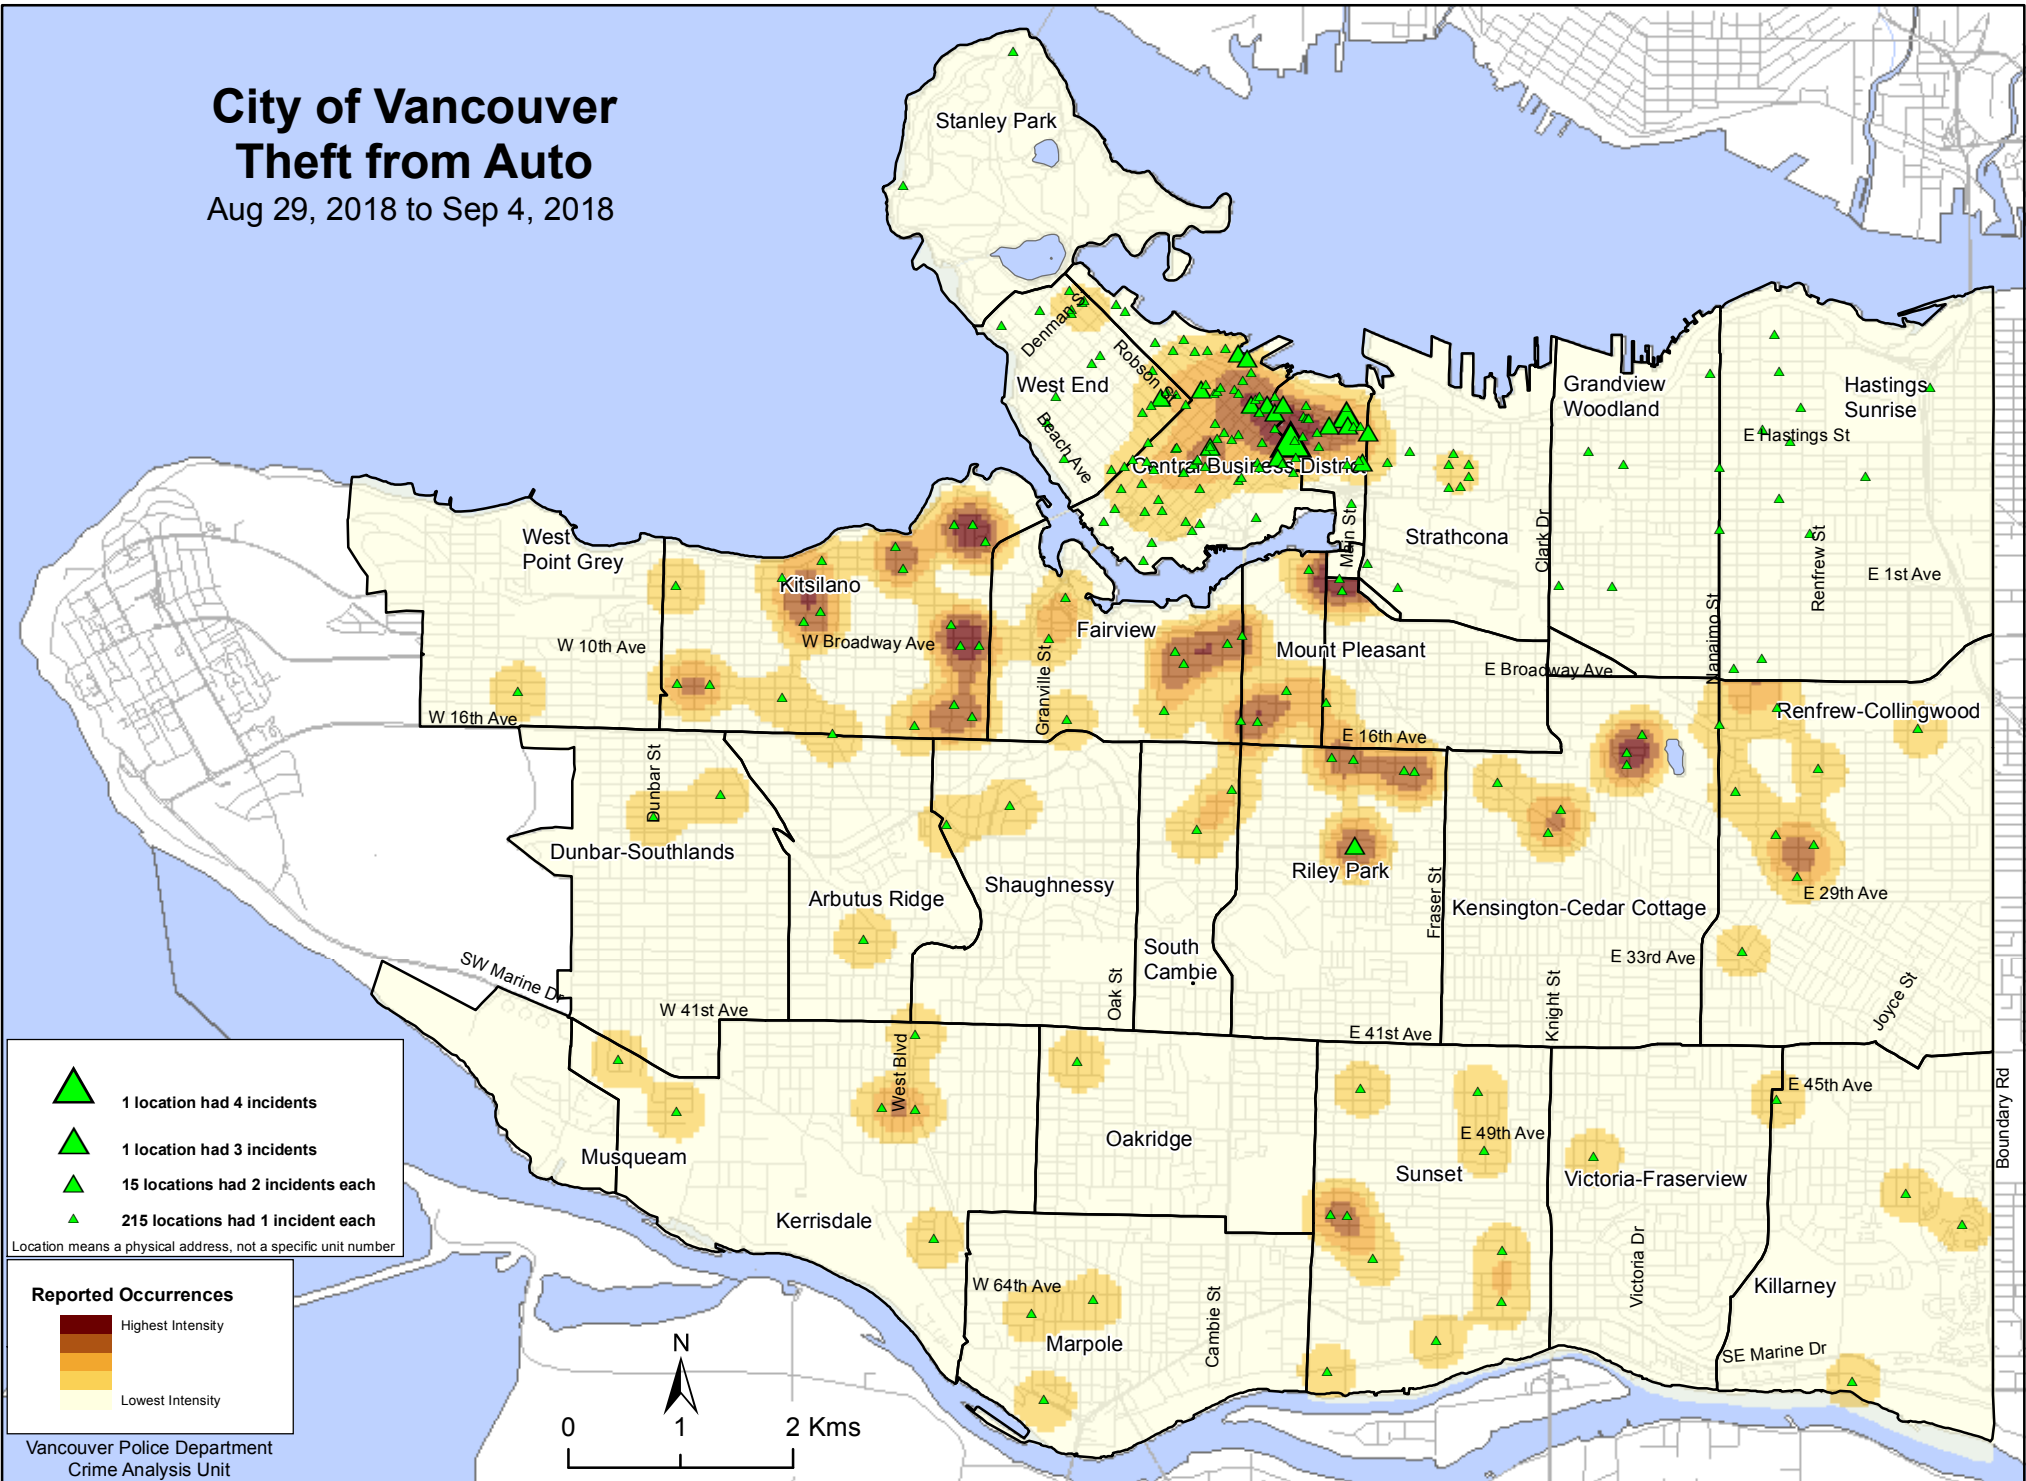 City of Vancouver
Theft from Auto
Aug 29, 2018 to Sep 4, 2018
Stanley Park
Denman St
Robson St
West End
Beach Ave
Central Business District
Grandview
Woodland
Hastings
Sunrise
E Hastings St
West
Point Grey
Kitsilano
Main St
Strathcona
Clark Dr
Renfrew St
E 1st Ave
W 10th Ave
W Broadway Ave
Fairview
Granville St
Mount Pleasant
E Broadway Ave
Nanaimo St
W 16th Ave
E 16th Ave
Renfrew-Collingwood
Dunbar St
Dunbar-Southlands
Arbutus Ridge
Shaughnessy
Riley Park
Fraser St
Kensington-Cedar Cottage
E 29th Ave
South
Cambie
E 33rd Ave
SW Marine Dr
W 41st Ave
Oak St
E 41st Ave
Knight St
Joyce St
West Blvd
E 45th Ave
Boundary Rd
Musqueam
Oakridge
E 49th Ave
Sunset
Victoria-Fraserview
Kerrisdale
W 64th Ave
Marpole
Cambie St
Victoria Dr
Killarney
SE Marine Dr
1 location had 4 incidents
1 location had 3 incidents
15 locations had 2 incidents each
215 locations had 1 incident each
Location means a physical address, not a specific unit number
Reported Occurrences
Highest Intensity
Lowest Intensity
Vancouver Police Department
Crime Analysis Unit
N
0 1 2 Kms